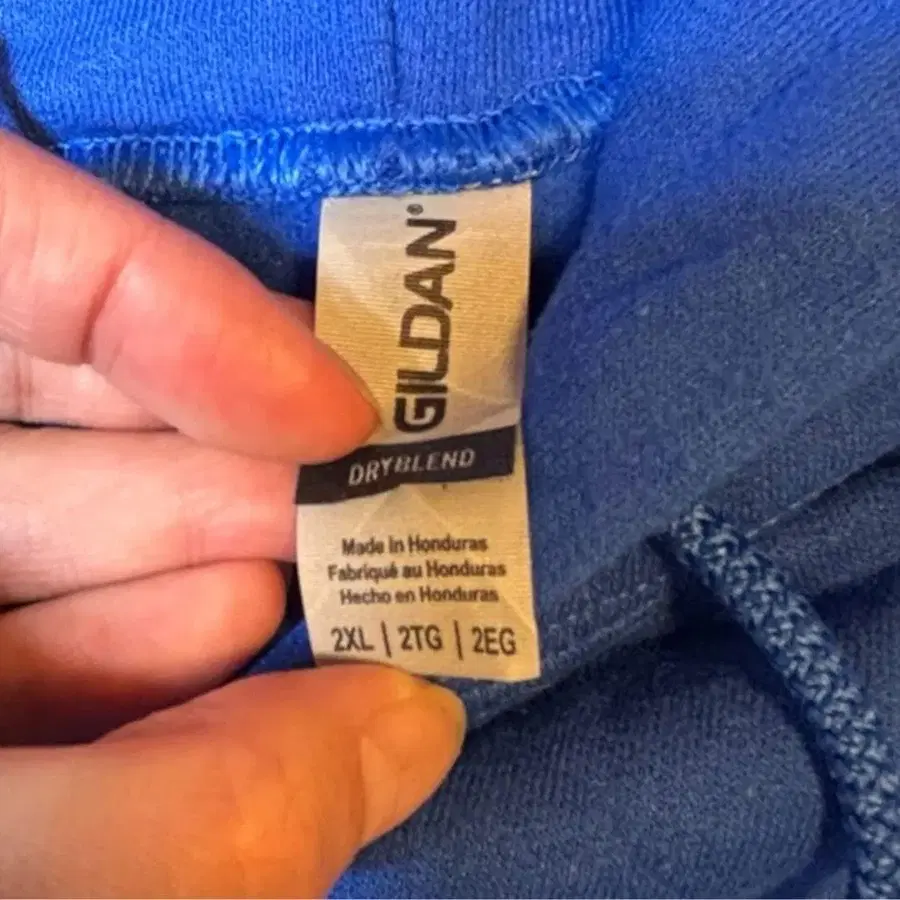 GILDAN®
DRYBLEND
Made in Honduras
Fabriqué au Honduras
Hecho en Honduras
2XL | 2TG | 2EG